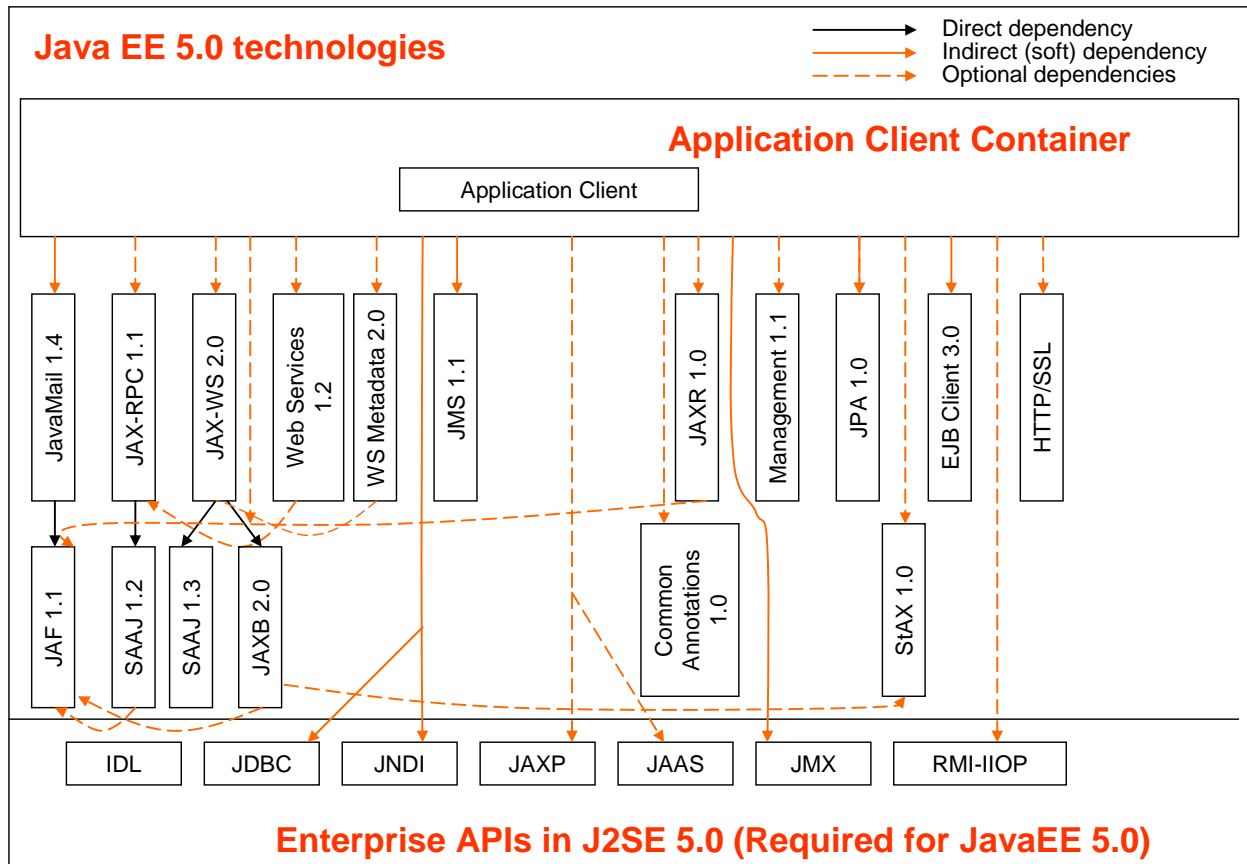 Java EE 5.0 technologies
Direct dependency
Indirect (soft) dependency
Optional dependencies
Application Client Container
Application Client
JavaMail 1.4
JAX-RPC 1.1
JAX-WS 2.0
Web Services
1.2
WS Metadata 2.0
JMS 1.1
JAXR 1.0
Management 1.1
JPA 1.0
EJB Client 3.0
HTTP/SSL
JAF 1.1
SAAJ 1.2
SAAJ 1.3
JAXB 2.0
Common
Annotations
1.0
StAX 1.0
IDL
JDBC
JNDI
JAXP
JAAS
JMX
RMI-IIOP
Enterprise APIs in J2SE 5.0 (Required for JavaEE 5.0)